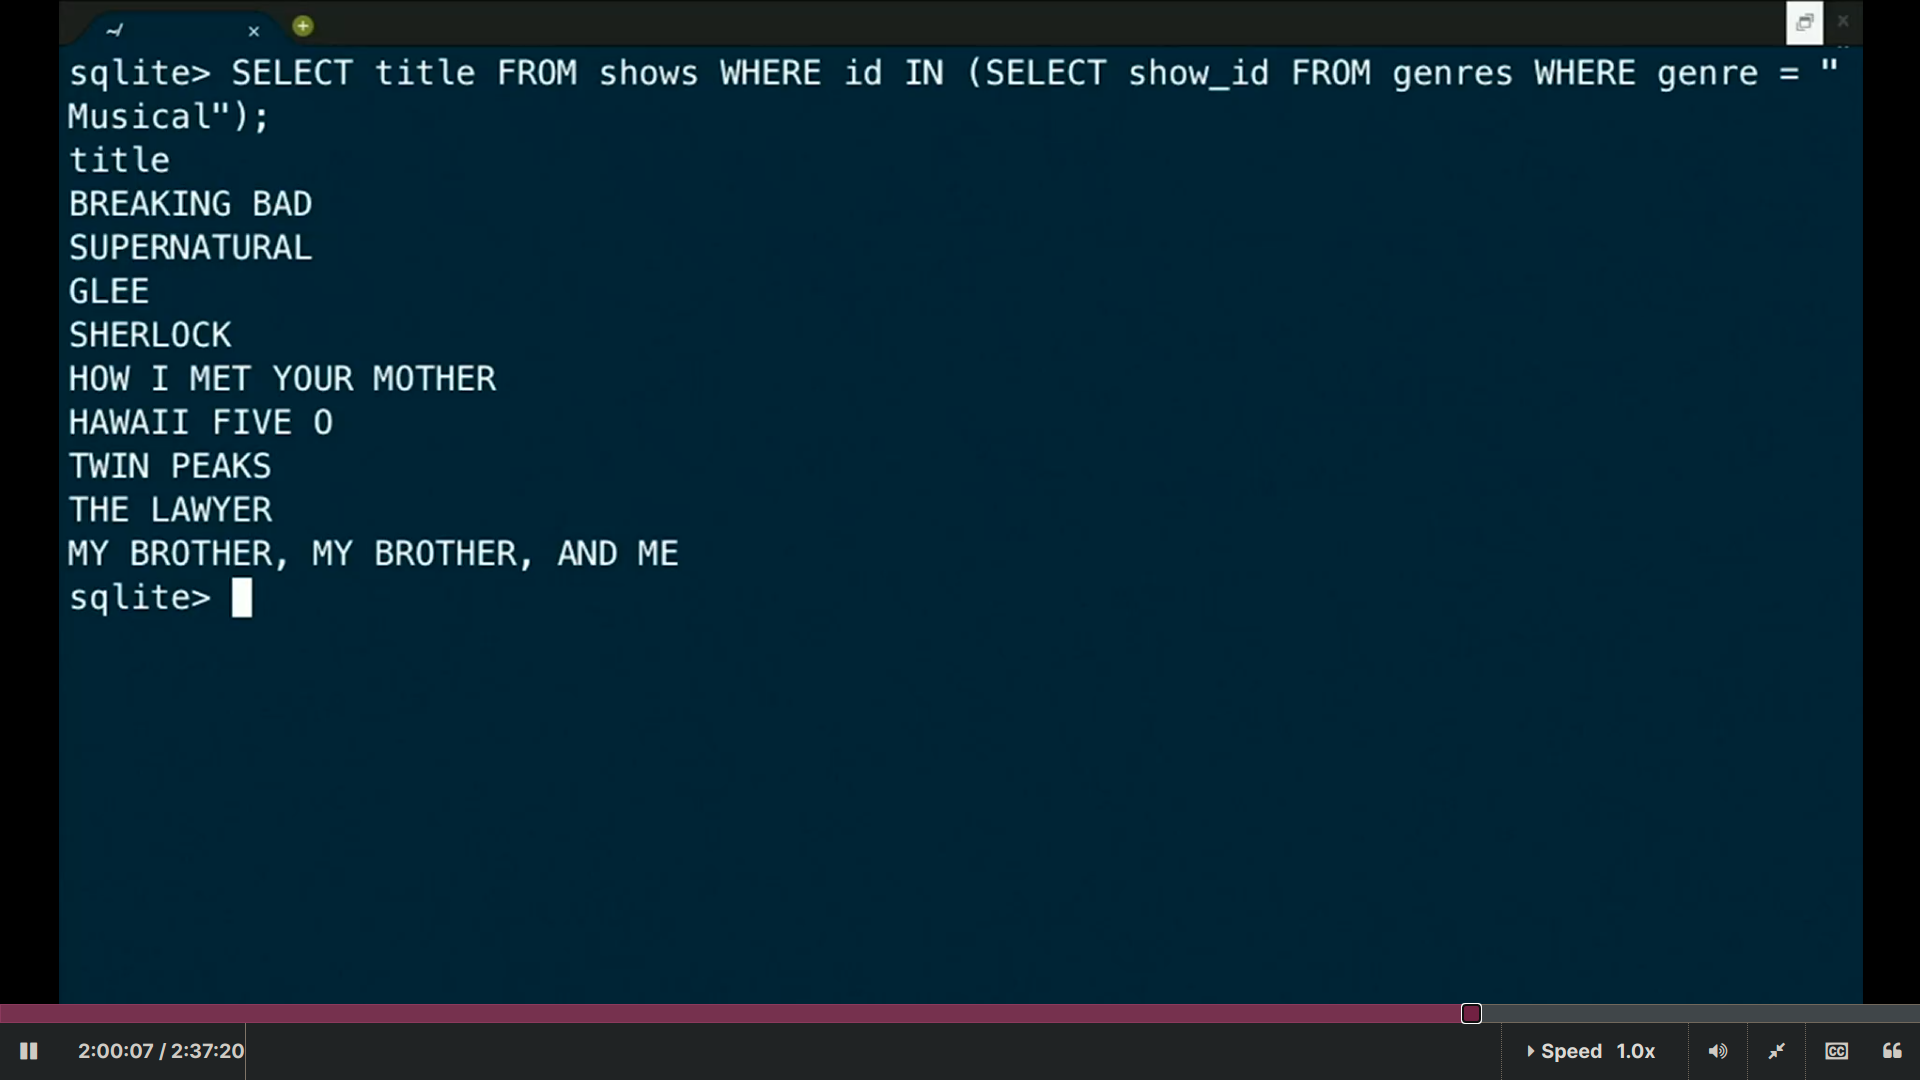 ~/
sqlite> SELECT title FROM shows WHERE id IN (SELECT show_id FROM genres WHERE genre = "
Musical");
title
BREAKING BAD
SUPERNATURAL
GLEE
SHERLOCK
HOW I MET YOUR MOTHER
HAWAII FIVE O
TWIN PEAKS
THE LAWYER
MY BROTHER, MY BROTHER, AND ME
sqlite>
2:00:07 / 2:37:20
Speed 1.0x
CC